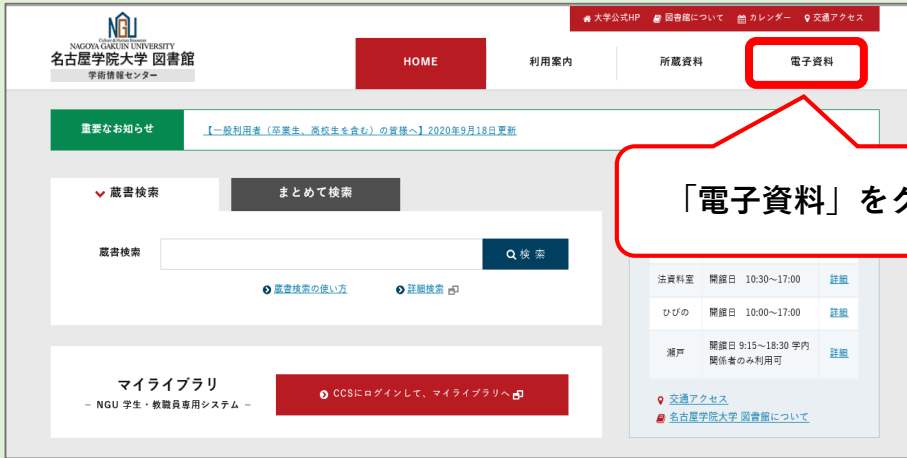 大学公式HP 図書館について カレンダー 交通アクセス
NGU
Culture & Human Resources
NAGOYA GAKUIN UNIVERSITY
名古屋学院大学 図書館
学術情報センター
HOME 利用案内 所蔵資料 電子資料
重要なお知らせ 【一般利用者（卒業生、高校生を含む）の皆様へ】2020年9月18日更新
「電子資料」をク
蔵書検索 まとめて検索
蔵書検索 検 索
蔵書検索の使い方 詳細検索
法資料室 開館日 10:30～17:00 詳細
ひびの 開館日 10:00～17:00 詳細
瀬戸 開館日 9:15～18:30 学内
関係者のみ利用可 詳細
マイライブラリ
－ NGU 学生・教職員専用システム －
CCSにログインして、マイライブラリへ
交通アクセス
名古屋学院大学 図書館について